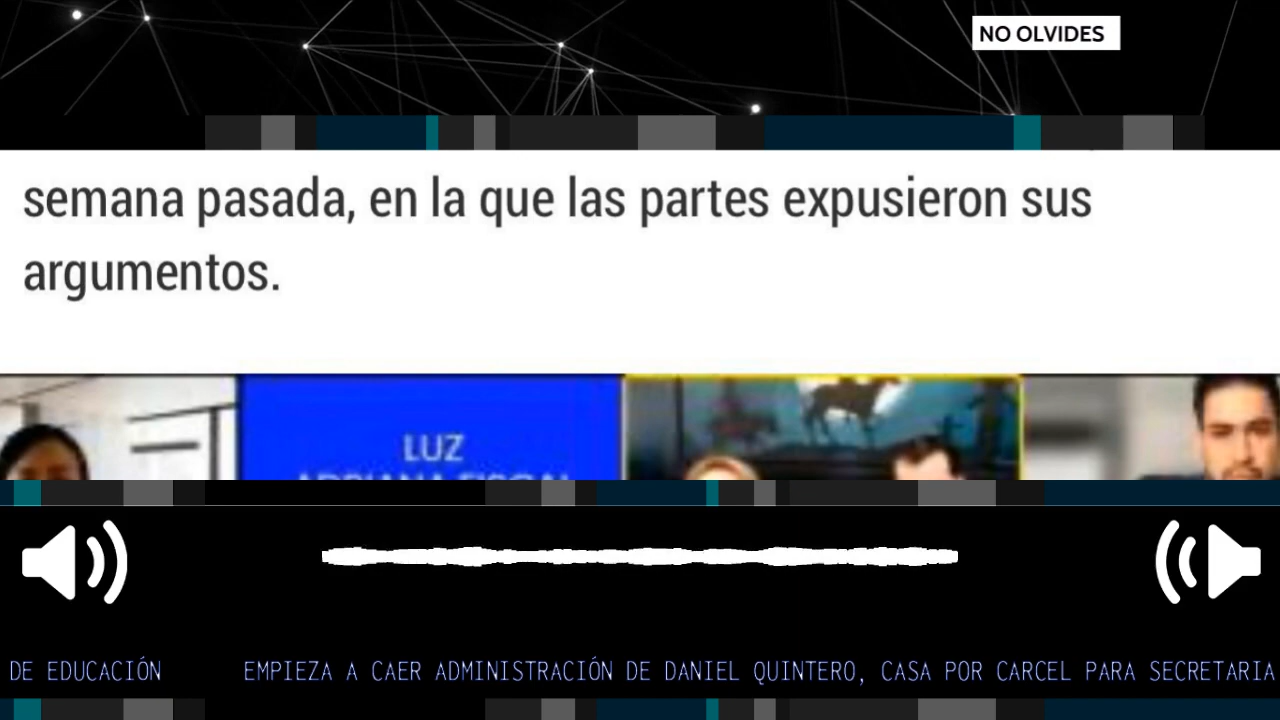 NO OLVIDES
semana pasada, en la que las partes expusieron sus
argumentos.
LUZ
DE EDUCACIÓN EMPIEZA A CAER ADMINISTRACIÓN DE DANIEL QUINTERO, CASA POR CARCEL PARA SECRETARIA